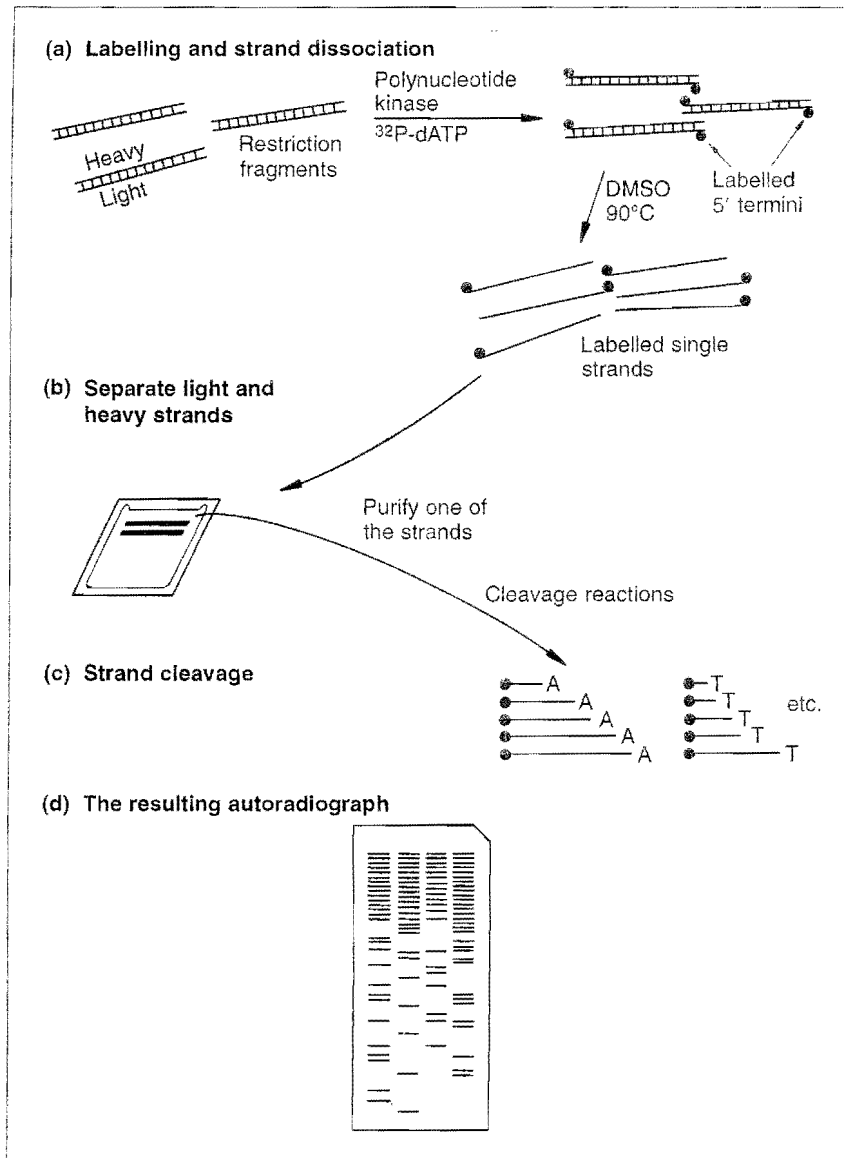 (a) Labelling and strand dissociation
Polynucleotide
kinase
³²P-dATP
Heavy
Light
Restriction
fragments
DMSO
90°C
Labelled
5′ termini
Labelled single
strands
(b) Separate light and
heavy strands
Purify one of
the strands
Cleavage reactions
(c) Strand cleavage
A
A
A
A
A
T
T
T
T
T
etc.
(d) The resulting autoradiograph